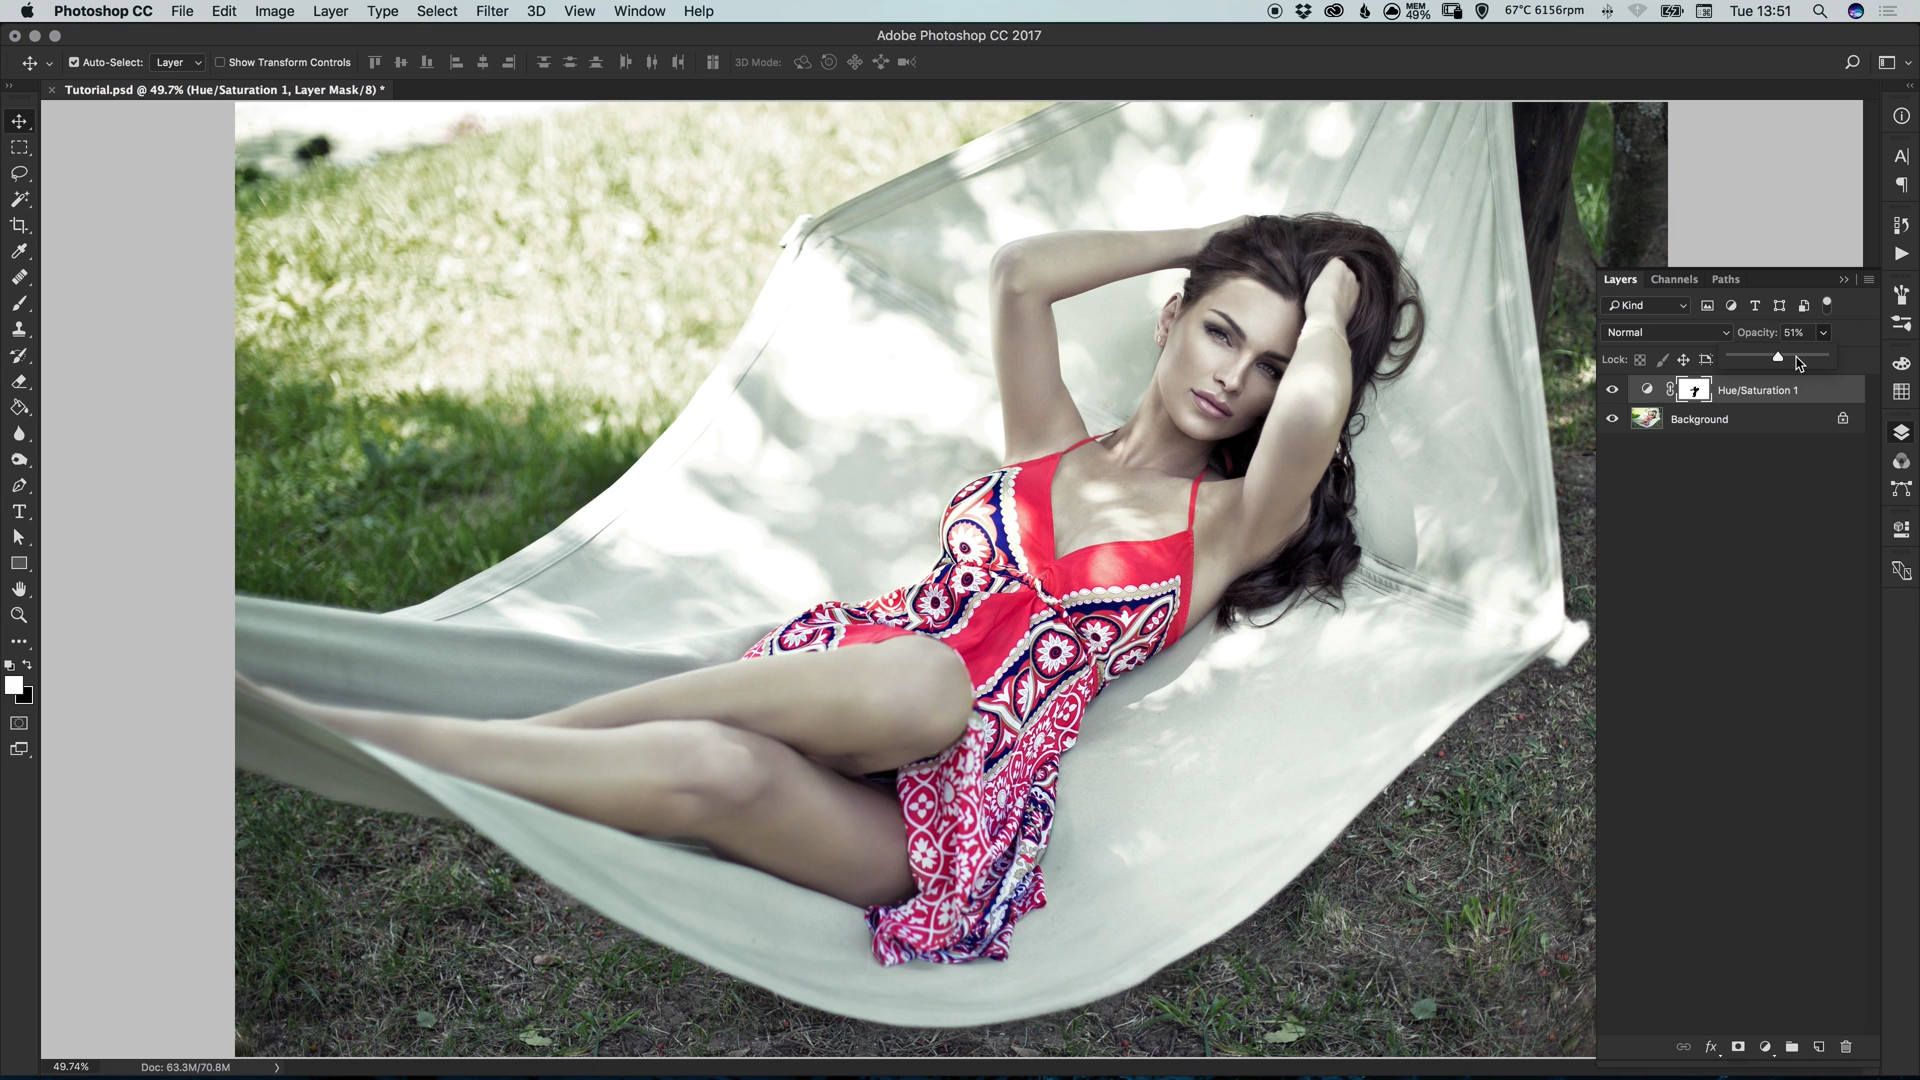 Photoshop CC File Edit Image Layer Type Select Filter 3D View Window Help MEM 49% 67°C 6156rpm Tue 13:51
Adobe Photoshop CC 2017
Auto-Select: Layer Show Transform Controls 3D Mode:
Tutorial.psd @ 49.7% (Hue/Saturation 1, Layer Mask/8) *
Layers Channels Paths
Kind
Normal Opacity: 51%
Lock:
Hue/Saturation 1
Background
49.74% Doc: 63.3M/70.8M